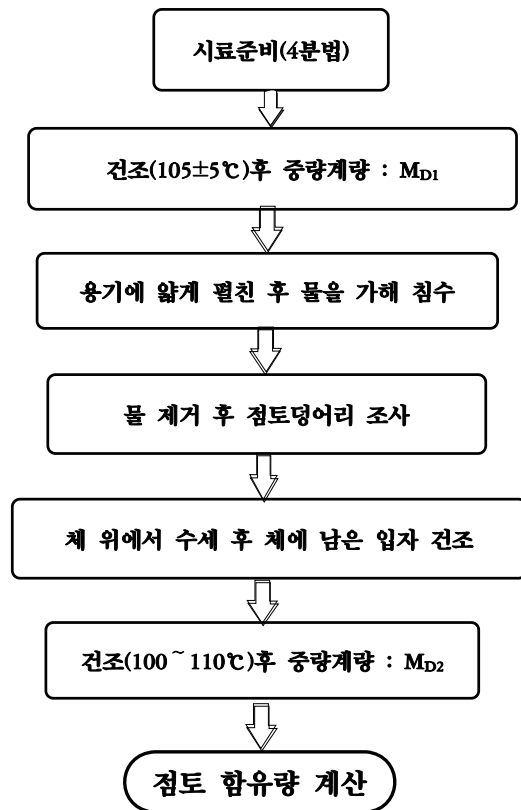 시료준비(4분법)
건조(105±5℃)후 중량계량 : MD1
용기에 얇게 펼친 후 물을 가해 침수
물 제거 후 점토덩어리 조사
체 위에서 수세 후 체에 남은 입자 건조
건조(100~110℃)후 중량계량 : MD2
점토 함유량 계산